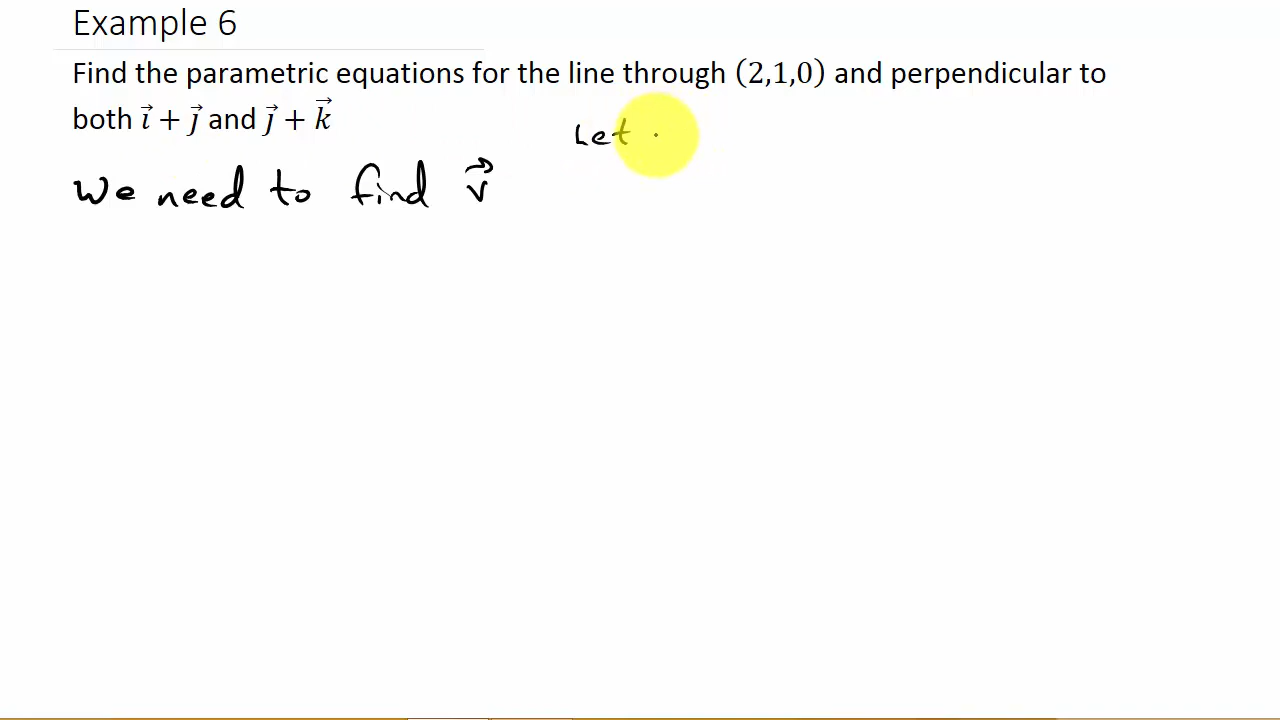 Example 6
Find the parametric equations for the line through (2,1,0) and perpendicular to
both i⃗ + j⃗ and j⃗ + k⃗
Let
We need to find v⃗